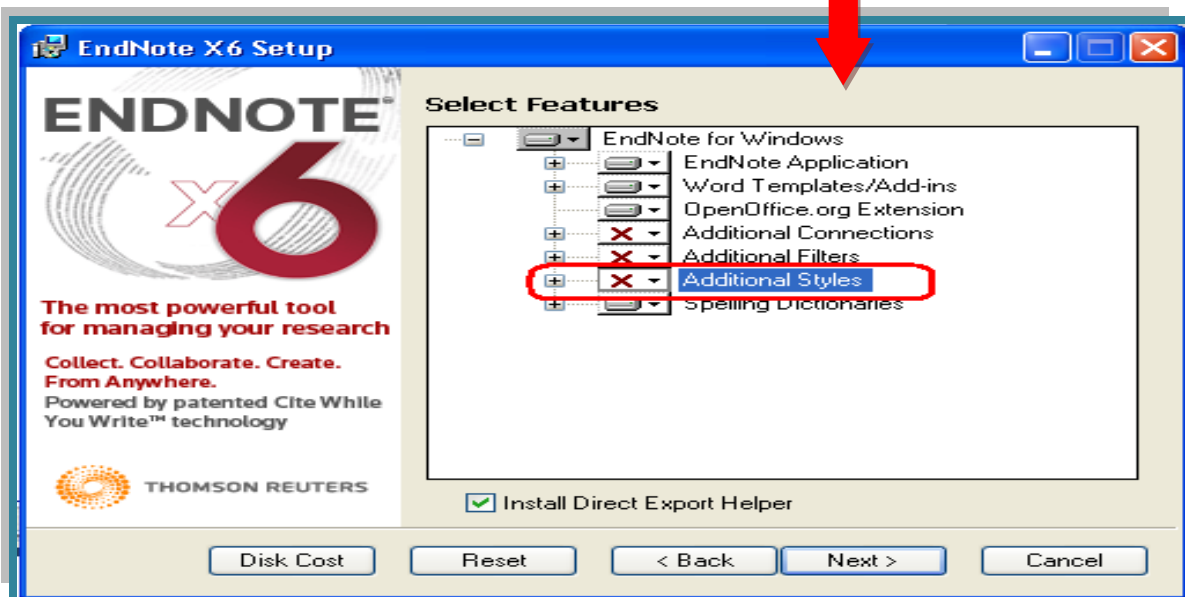 EndNote X6 Setup
ENDNOTE®
X6
The most powerful tool
for managing your research
Collect. Collaborate. Create.
From Anywhere.
Powered by patented Cite While
You Write™ technology
THOMSON REUTERS
Select Features
EndNote for Windows
EndNote Application
Word Templates/Add-ins
OpenOffice.org Extension
Additional Connections
Additional Filters
Additional Styles
Spelling Dictionaries
Install Direct Export Helper
Disk Cost
Reset
< Back
Next >
Cancel